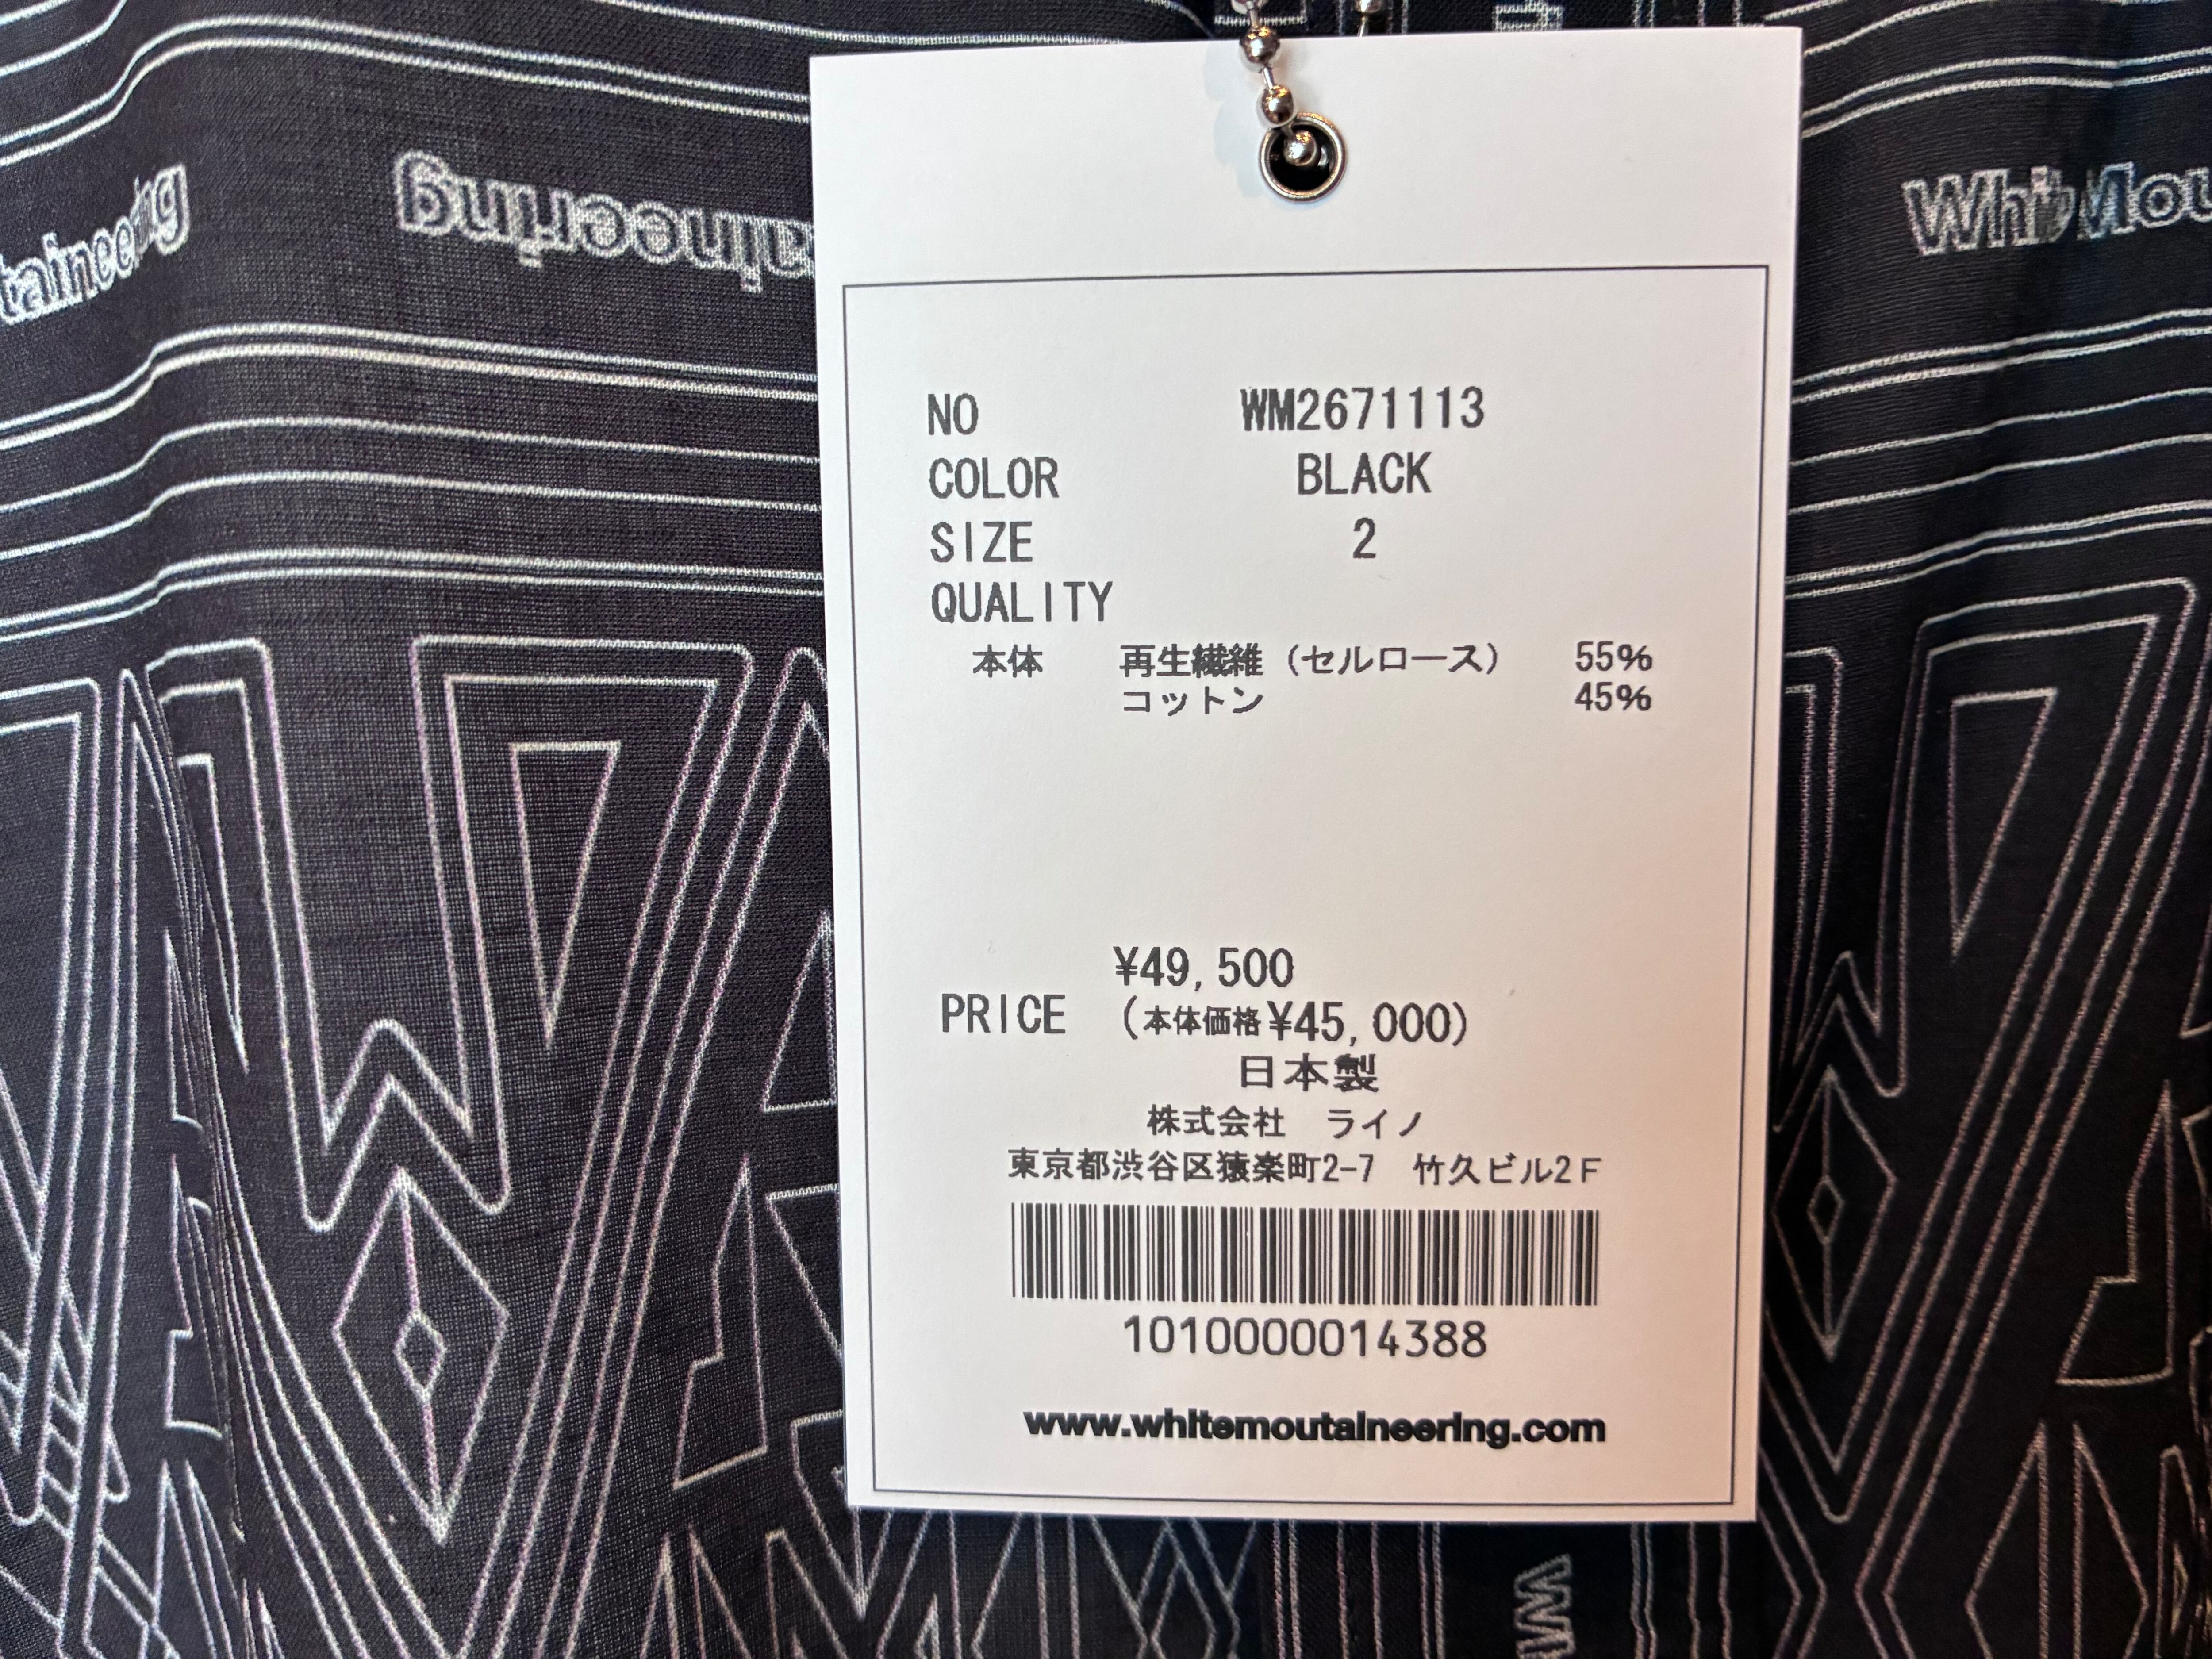 taineering
aineering
White Mou
NO WM2671113
COLOR BLACK
SIZE 2
QUALITY
本体 再生繊維（セルロース） 55%
コットン 45%
¥49,500
PRICE (本体価格¥45,000)
日本製
株式会社 ライノ
東京都渋谷区猿楽町2-7 竹久ビル2F
1010000014388
www.whitemoutaineering.com